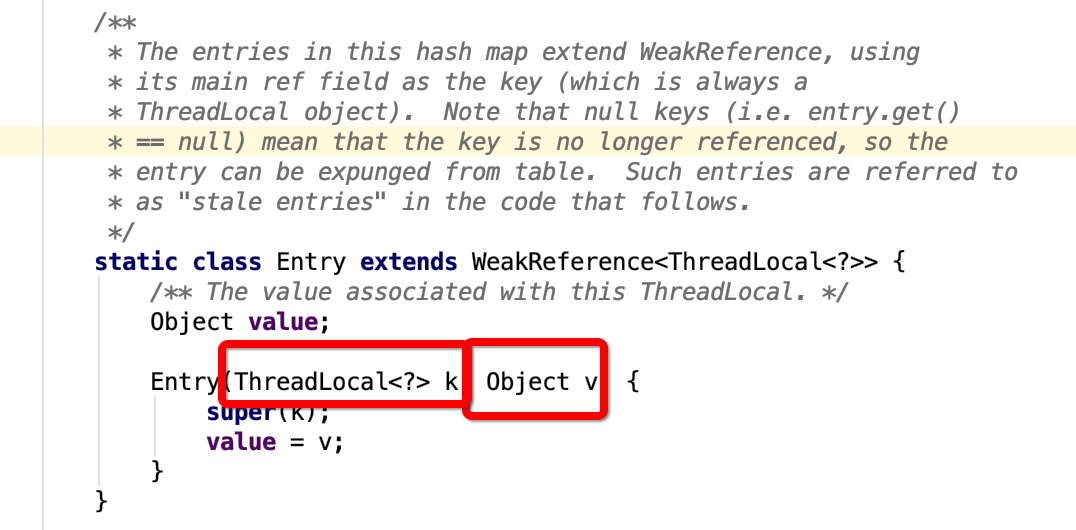 /**
* The entries in this hash map extend WeakReference, using
* its main ref field as the key (which is always a
* ThreadLocal object).  Note that null keys (i.e. entry.get()
* == null) mean that the key is no longer referenced, so the
* entry can be expunged from table.  Such entries are referred to
* as "stale entries" in the code that follows.
*/
static class Entry extends WeakReference<ThreadLocal<?>> {
/** The value associated with this ThreadLocal. */
Object value;
Entry(ThreadLocal<?> k Object v {
super(k);
value = v;
}
}